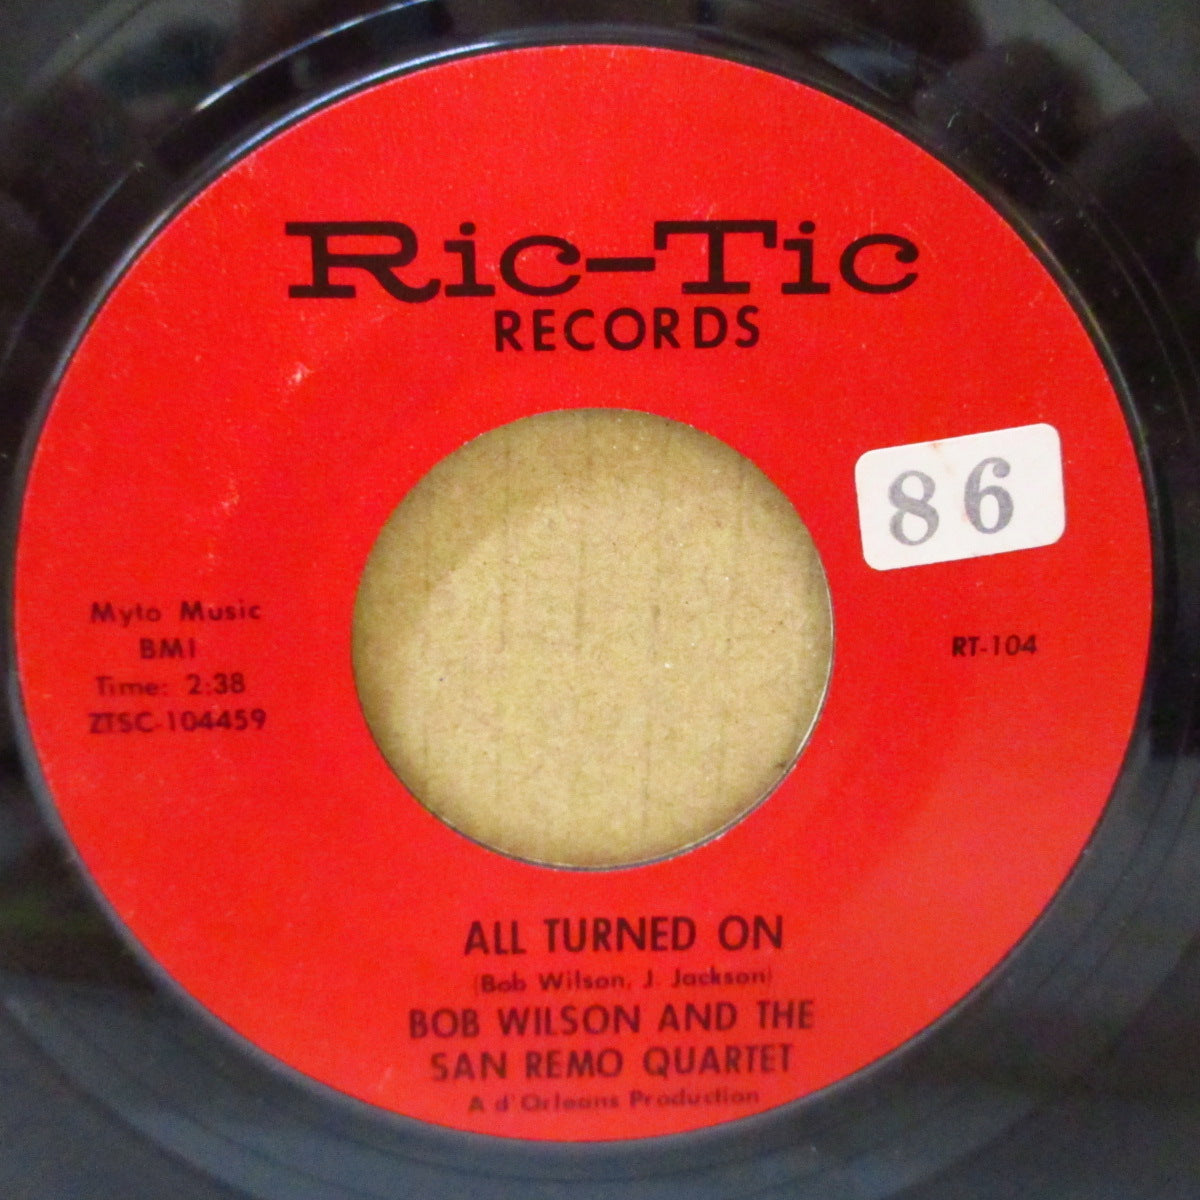 Ric-Tic
RECORDS
86
Myto Music
BMI
Time: 2:38
ZTSC-104459
RT-104
ALL TURNED ON
(Bob Wilson, J. Jackson)
BOB WILSON AND THE
SAN REMO QUARTET
A d'Orleans Production